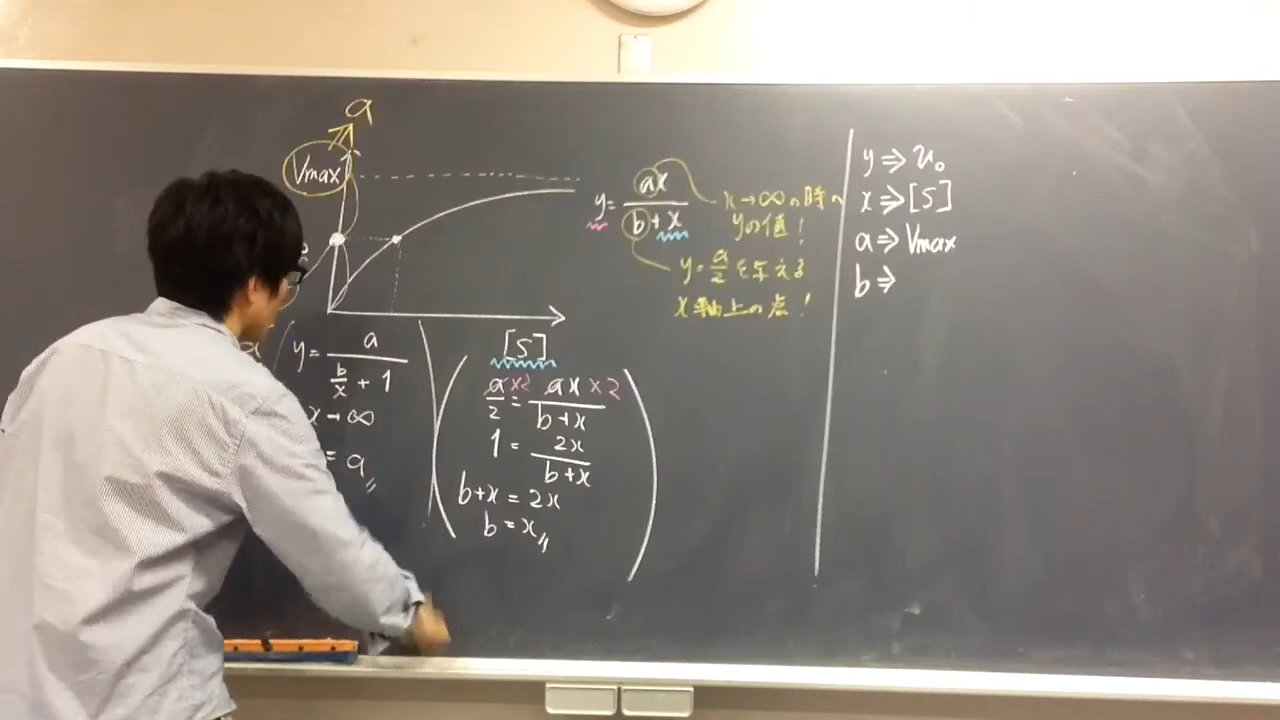 a
Vmax
y = ax / b + x
x → ∞ の時の
yの値!
y = a/2 を与える
x軸上の点!
[S]
y = a / b/x + 1
x → ∞
= a
a×2/2 = ax×2 / b + x
1 = 2x / b + x
b + x = 2x
b = x
y ⇒ v₀
x ⇒ [S]
a ⇒ Vmax
b ⇒